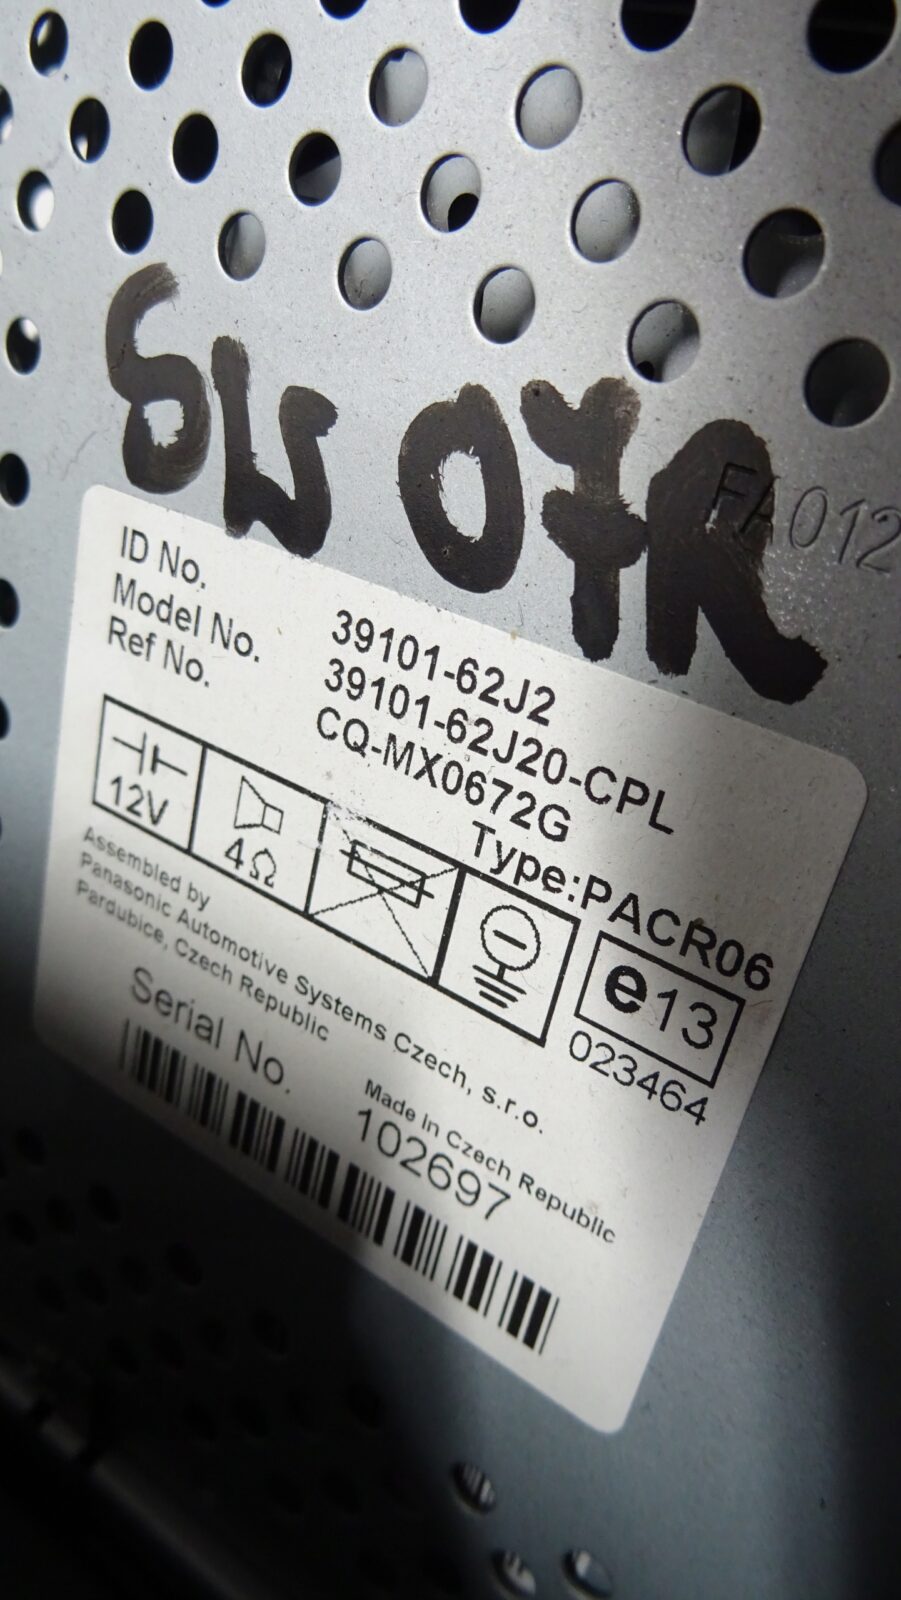 SW 07R
FA012
ID No. 39101-62J2
Model No. 39101-62J20-CPL
Ref No. CQ-MX0672G
Type:PACR06
12V
4Ω
e13
023464
Assembled by
Panasonic Automotive Systems Czech, s.r.o.
Pardubice, Czech Republic
Made in Czech Republic
Serial No. 102697